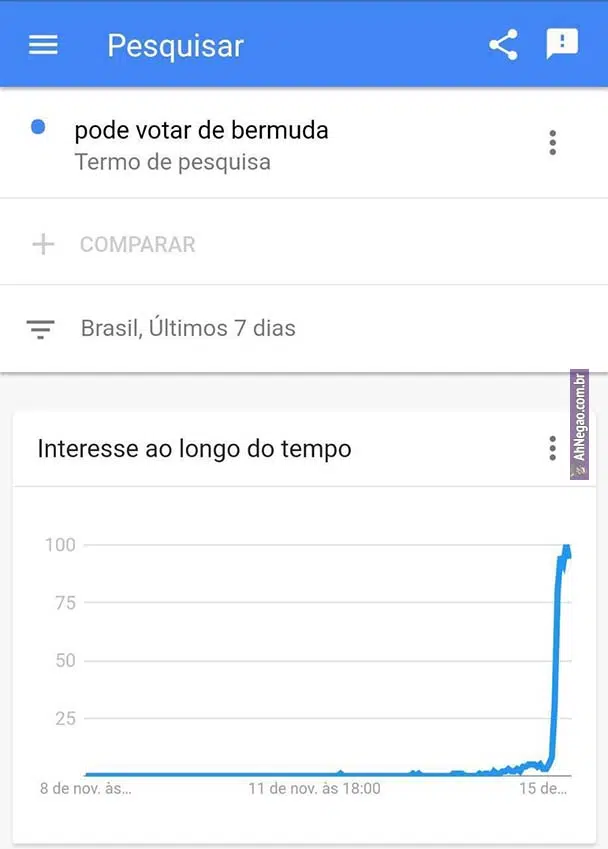 Pesquisar
pode votar de bermuda
Termo de pesquisa
COMPARAR
Brasil, Últimos 7 dias
AhNegao.com.br
Interesse ao longo do tempo
100
75
50
25
8 de nov. às...
11 de nov. às 18:00
15 de...